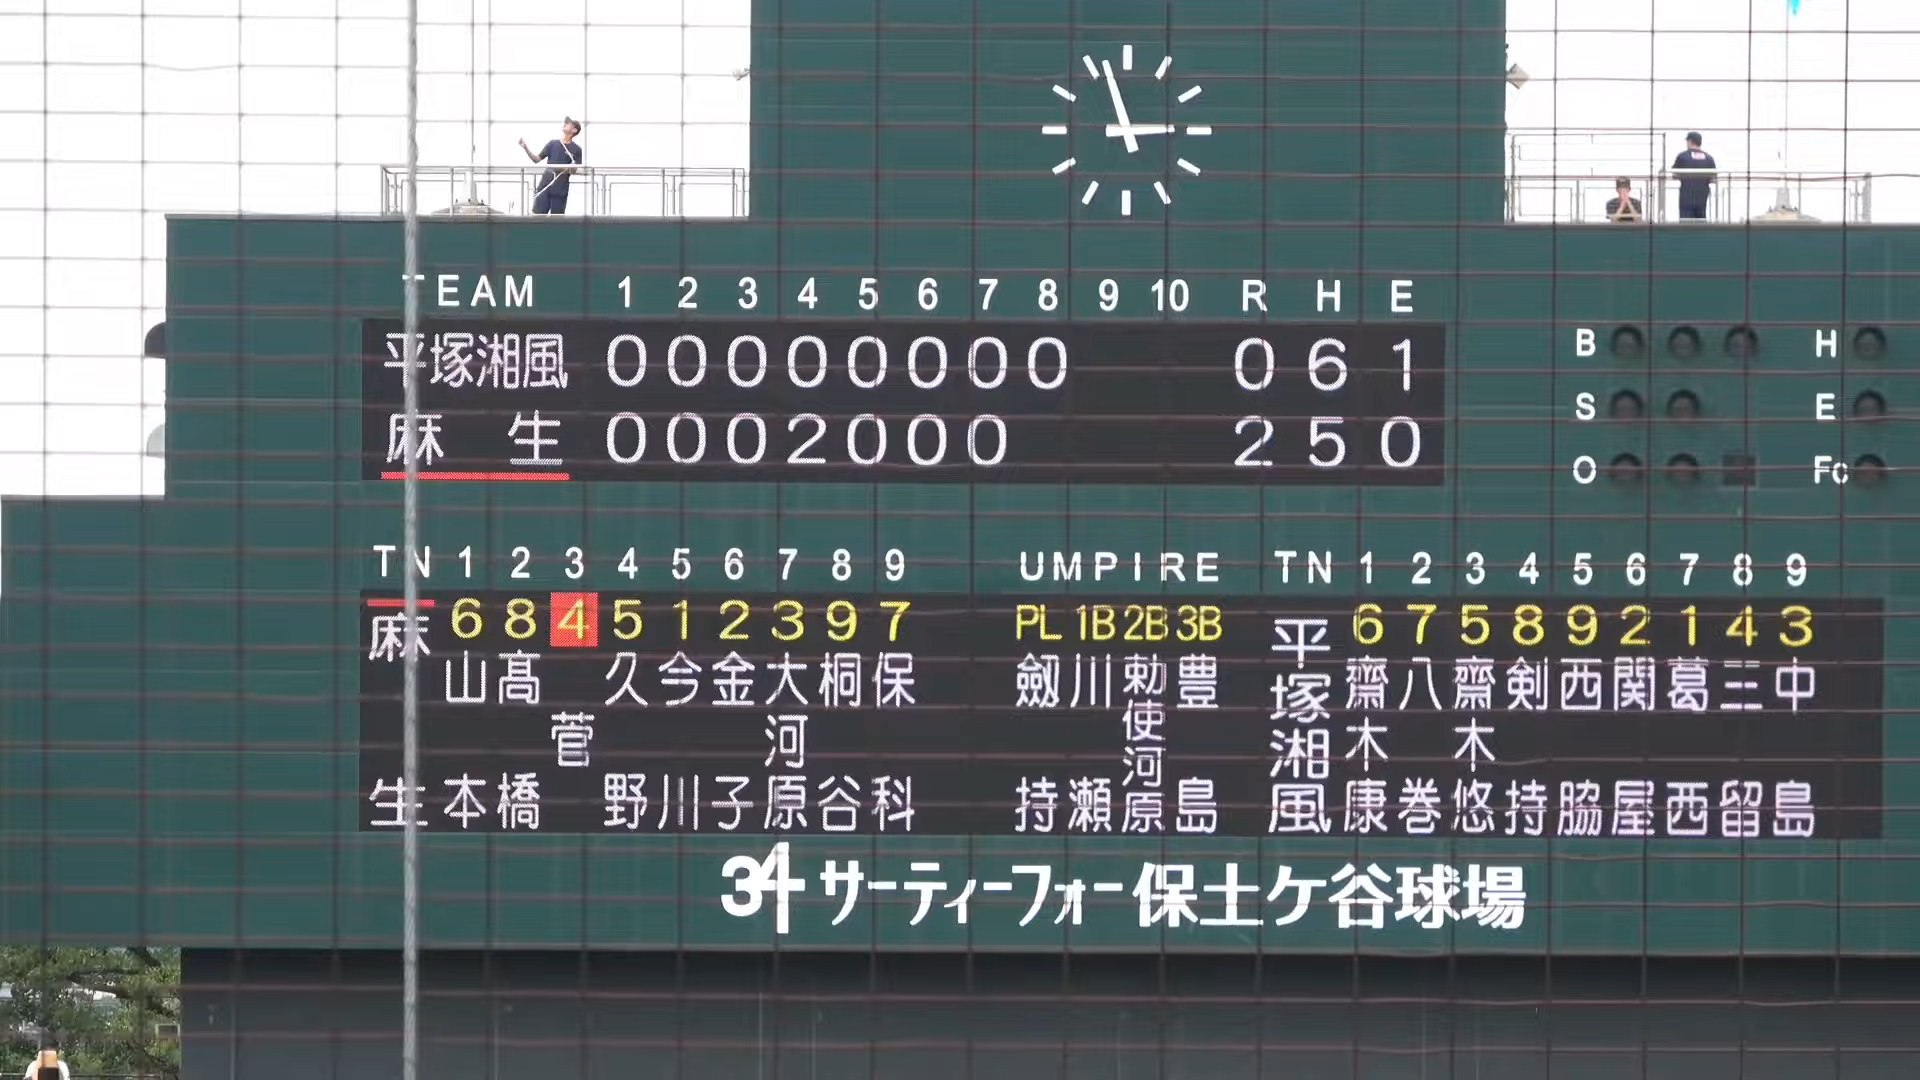 TEAM 1 2 3 4 5 6 7 8 9 10 R H E
平塚湘風 0 0 0 0 0 0 0 0 0 6 1
麻生 0 0 0 2 0 0 0 2 5 0
B H
S E
O Fc
TN 1 2 3 4 5 6 7 8 9
麻生 6 8 4 5 1 2 3 9 7
山本 髙橋 菅 久野 今川 金子 大河原 桐谷 保科
UMPIRE
PL 1B 2B 3B
劔持 川瀬 勅使河原 豊島
TN 1 2 3 4 5 6 7 8 9
平塚湘風 6 7 5 8 9 2 1 4 3
齋木康 八巻 齋木悠 剣持 西脇 関屋 葛西 三留 中島
34 サーティーフォー保土ケ谷球場